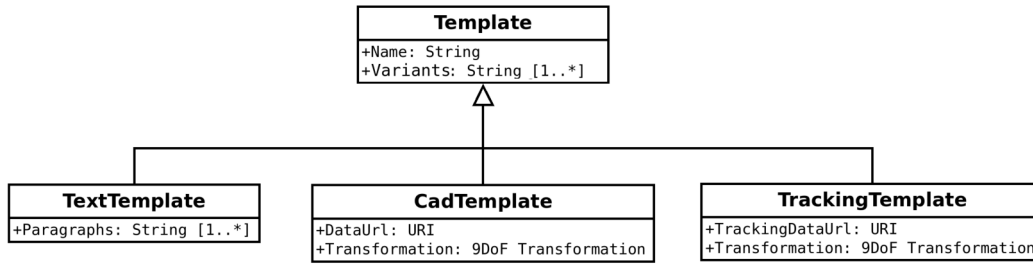 Template
+Name: String
+Variants: String [1..*]
TextTemplate
+Paragraphs: String [1..*]
CadTemplate
+DataUrl: URI
+Transformation: 9DoF Transformation
TrackingTemplate
+TrackingDataUrl: URI
+Transformation: 9DoF Transformation